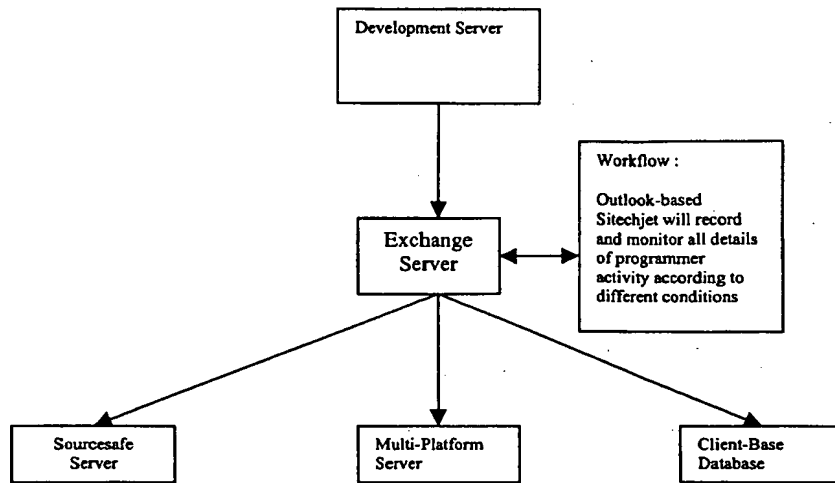 Development Server
Workflow :
Outlook-based
Sitechjet will record
and monitor all details
of programmer
activity according to
different conditions
Exchange
Server
Sourcesafe
Server
Multi-Platform
Server
Client-Base
Database